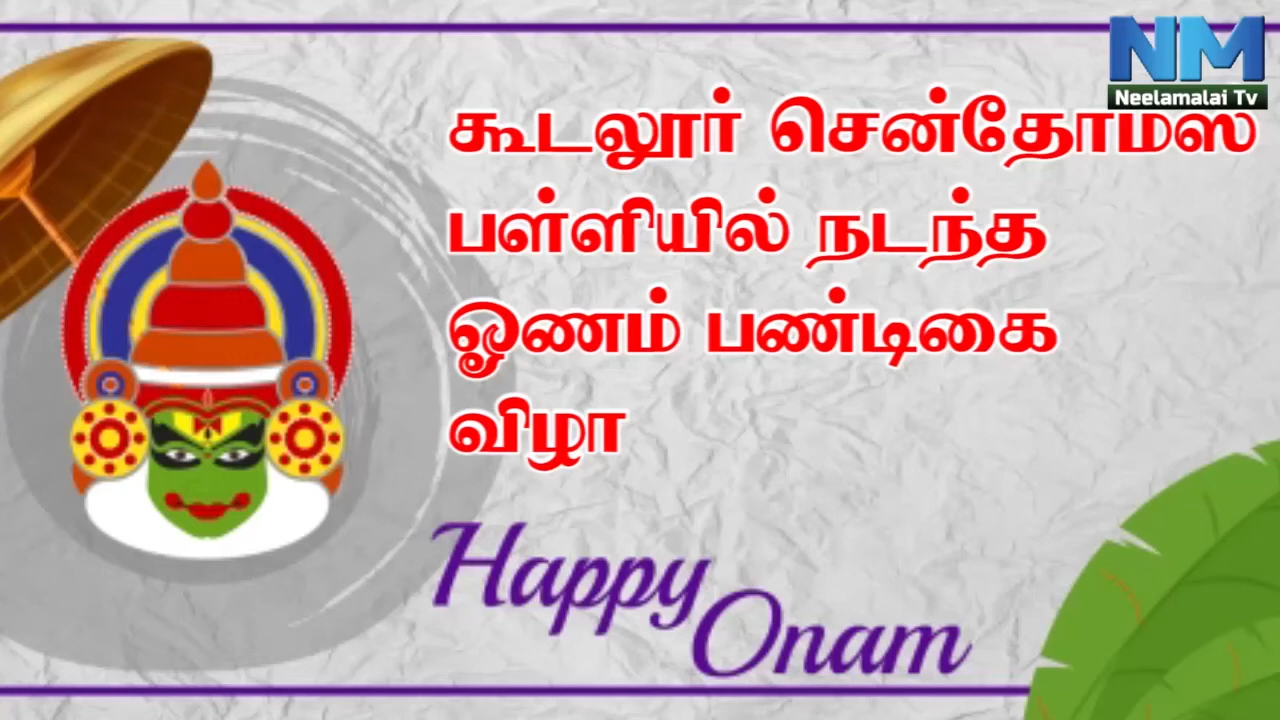 NM
Neelamalai Tv
கூடலூர் சென்தோமஸ்
பள்ளியில் நடந்த
ஓணம் பண்டிகை
விழா
Happy
Onam